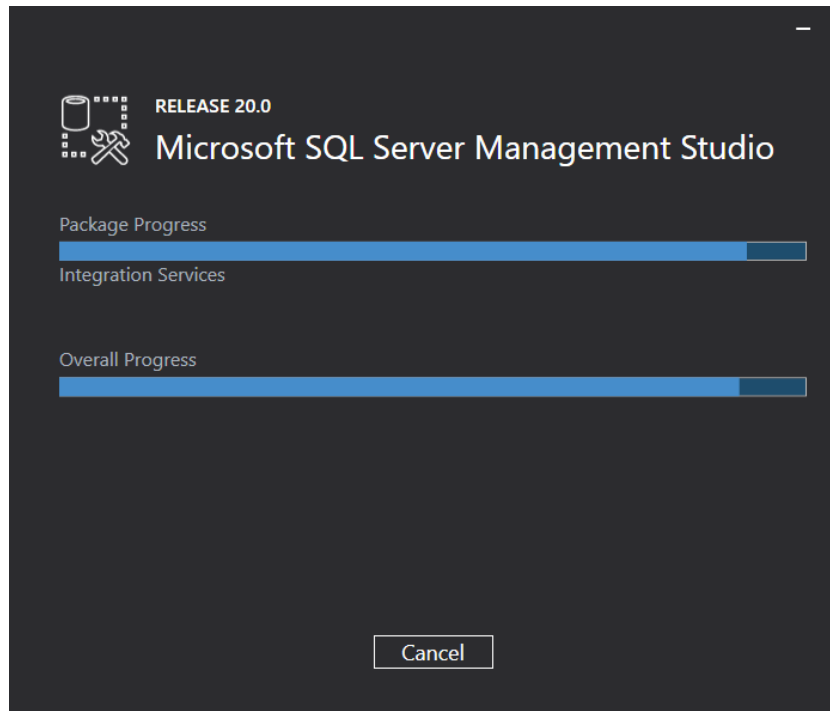 RELEASE 20.0
Microsoft SQL Server Management Studio
Package Progress
Integration Services
Overall Progress
Cancel